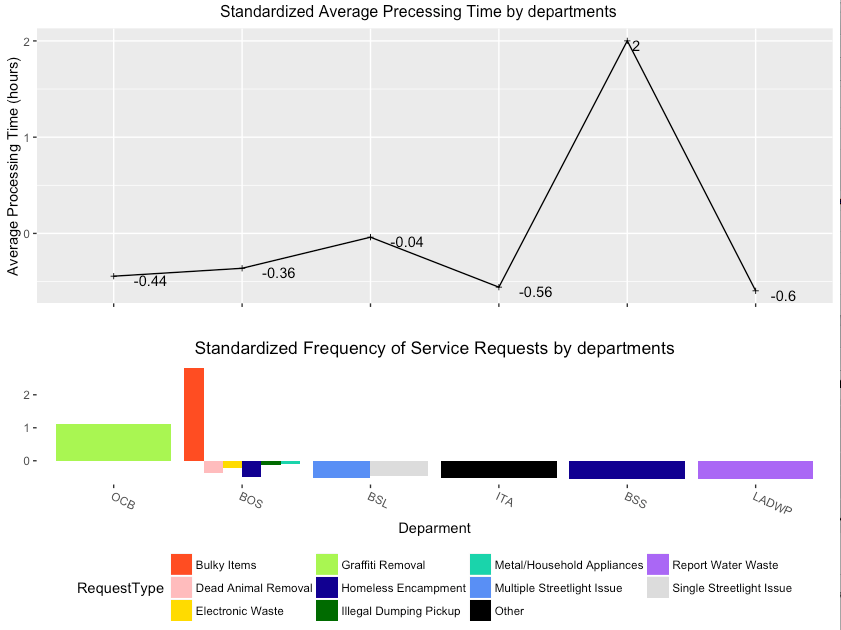 Standardized Average Precessing Time by departments
Average Processing Time (hours)
2
1
0
-0.44
-0.36
-0.04
-0.56
2
-0.6
Standardized Frequency of Service Requests by departments
2
1
0
OCB BOS BSL ITA BSS LADWP
Deparment
RequestType
Bulky Items Graffiti Removal Metal/Household Appliances Report Water Waste
Dead Animal Removal Homeless Encampment Multiple Streetlight Issue Single Streetlight Issue
Electronic Waste Illegal Dumping Pickup Other